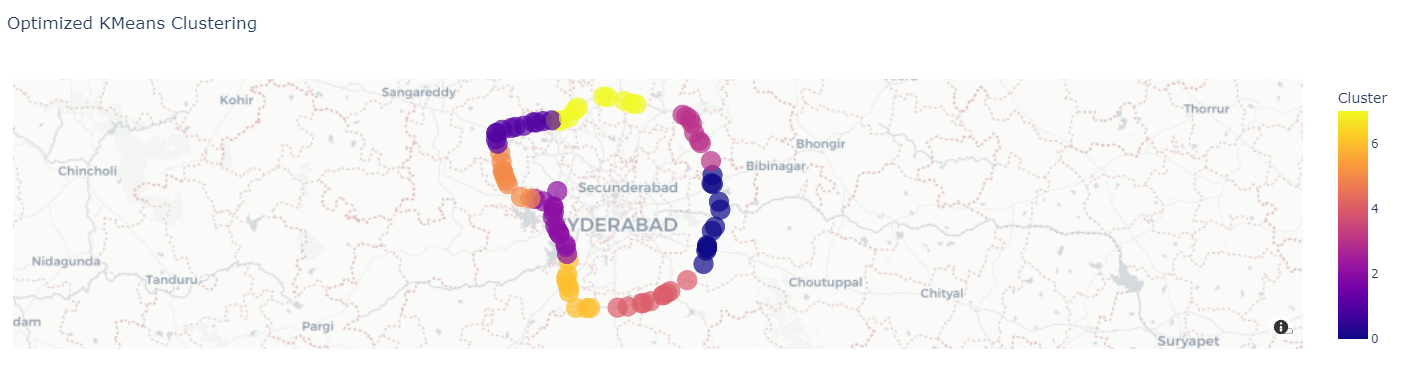 Optimized KMeans Clustering
Sangareddy
Kohir
Cluster
Thorrur
Bhongir
Bibinagar
Chincholi
6
Secunderabad
4
YDERABAD
Nidagunda
2
Tanduru
Choutuppal
Chityal
dam
Pargi
Suryapet
0